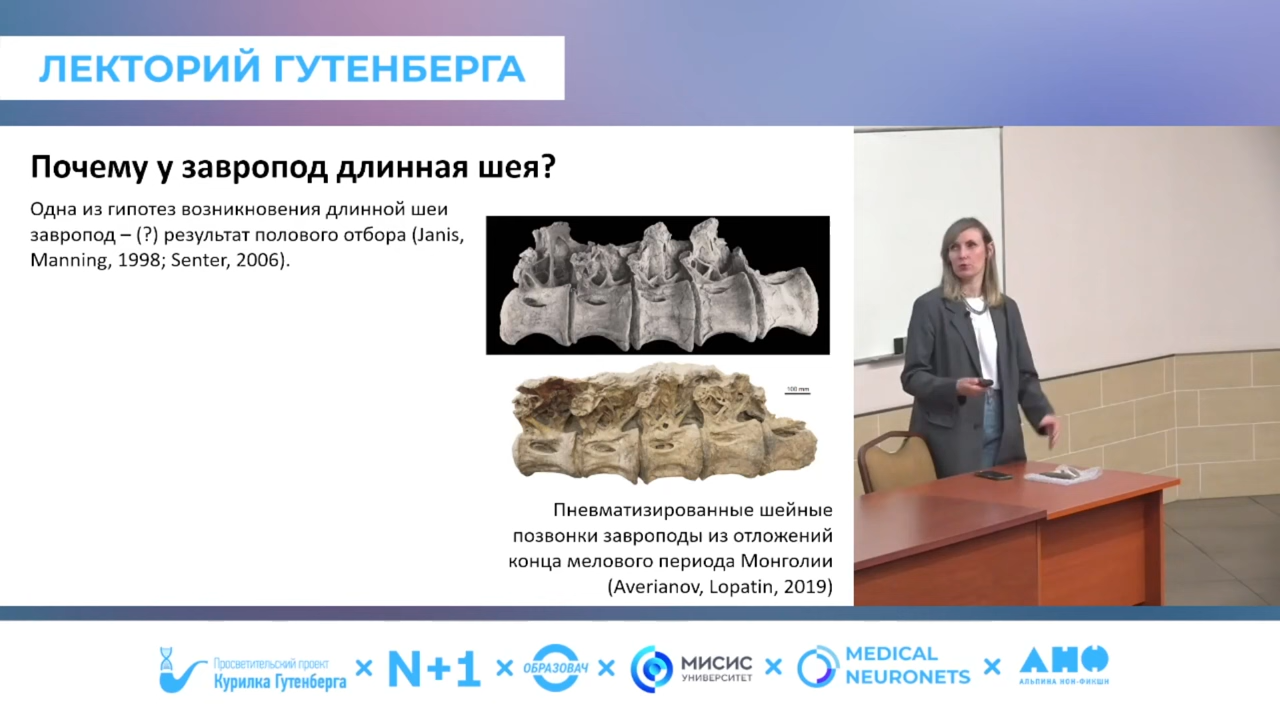 ЛЕКТОРИЙ ГУТЕНБЕРГА
Почему у завропод длинная шея?
Одна из гипотез возникновения длинной шеи
завропод – (?) результат полового отбора (Janis,
Manning, 1998; Senter, 2006).
100 mm
Пневматизированные шейные
позвонки завроподы из отложений
конца мелового периода Монголии
(Averianov, Lopatin, 2019)
Просветительский проект
Курилка Гутенберга
× N+1 ×
ОБРАЗОВАЧ
×
МИСИС
УНИВЕРСИТЕТ
×
MEDICAL
NEURONETS
×
АНФ
АЛЬПИНА НОН-ФИКШН